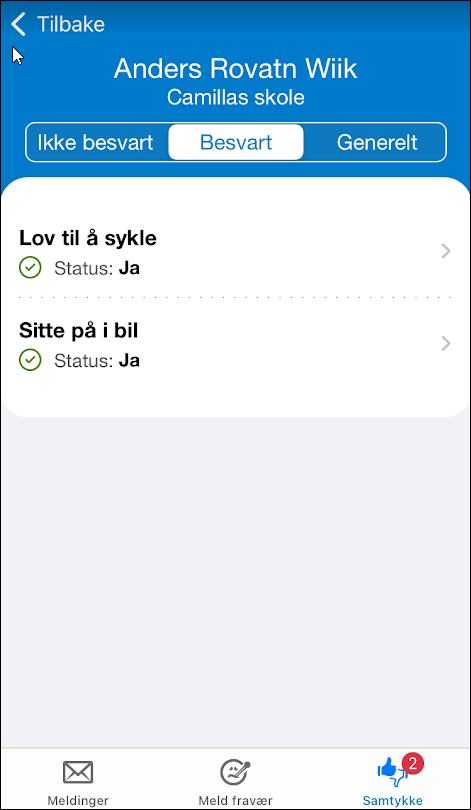 Tilbake
Anders Rovatn Wiik
Camillas skole
Ikke besvart Besvart Generelt
Lov til å sykle
Status: Ja
Sitte på i bil
Status: Ja
2
Meldinger Meld fravær Samtykke